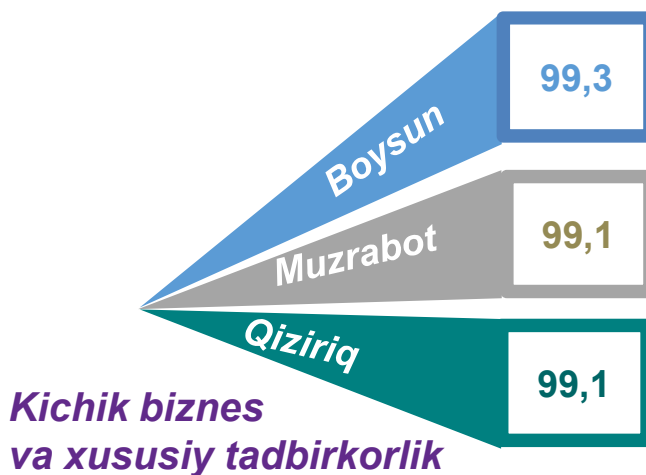 Boysun
99,3
Muzrabot
99,1
Qiziriq
99,1
Kichik biznes
va xususiy tadbirkorlik